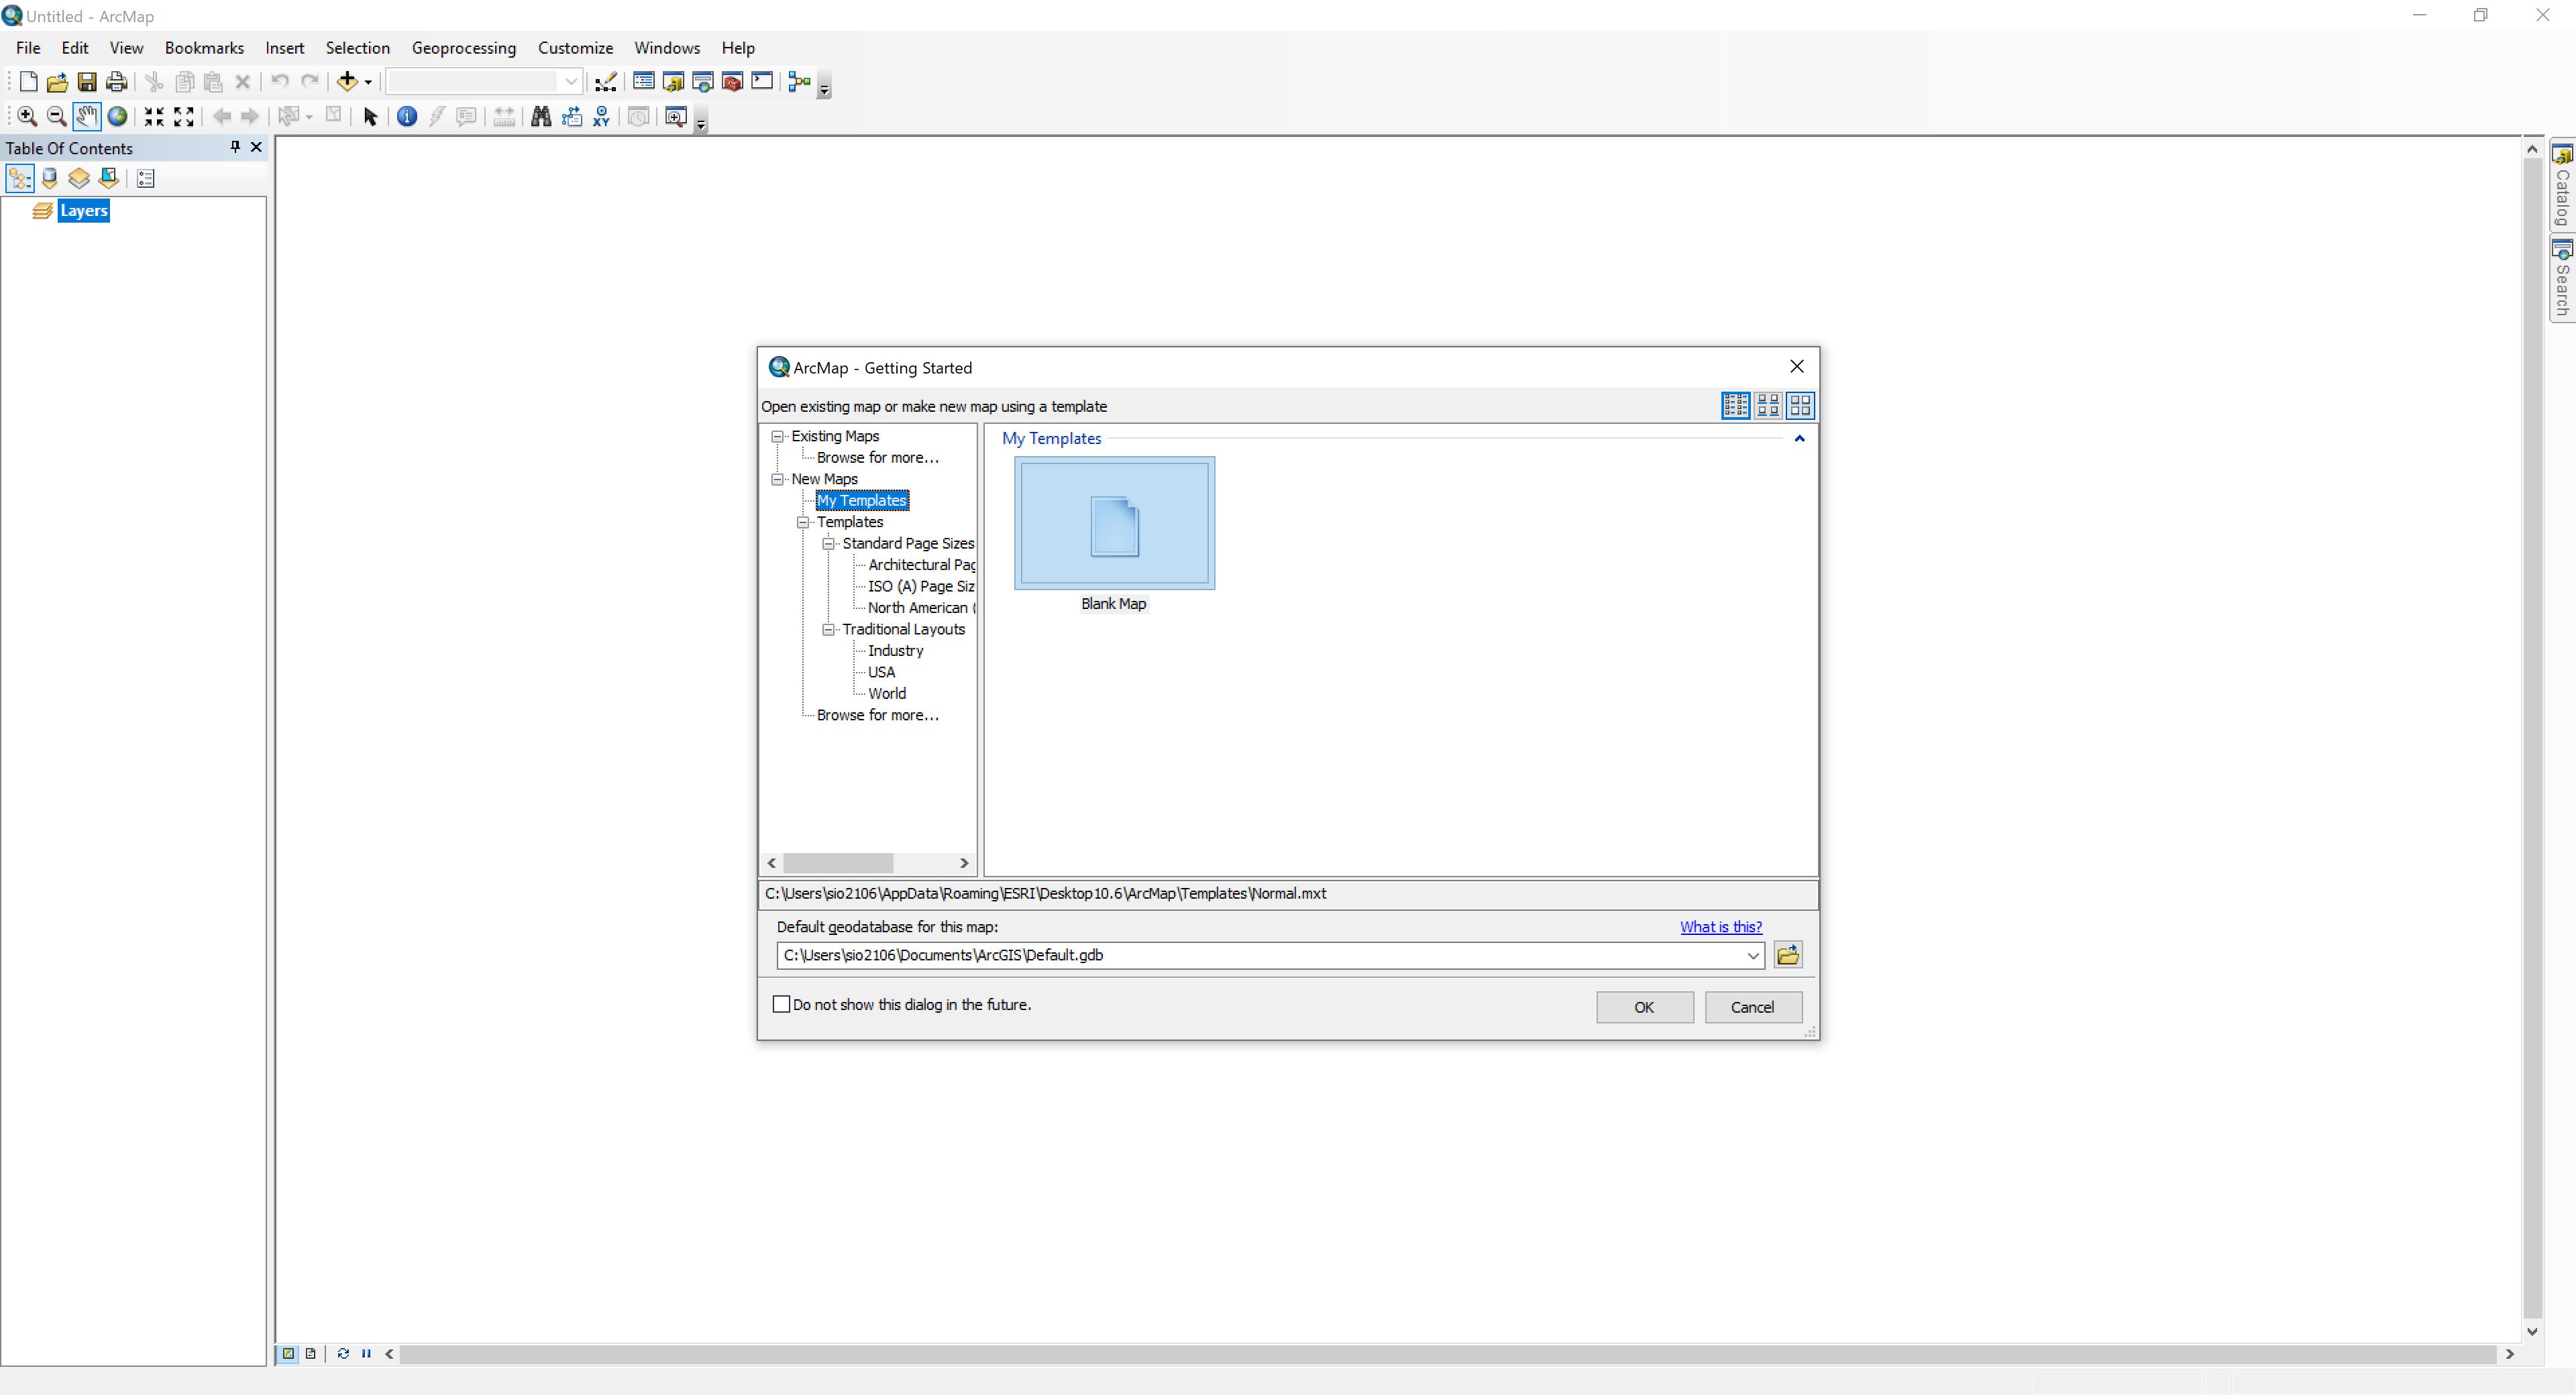 Untitled - ArcMap
File Edit View Bookmarks Insert Selection Geoprocessing Customize Windows Help
XY
Table Of Contents
Layers
Catalog
Search
ArcMap - Getting Started
Open existing map or make new map using a template
Existing Maps
Browse for more...
New Maps
My Templates
Templates
Standard Page Sizes
Architectural Pag
ISO (A) Page Siz
North American (
Traditional Layouts
Industry
USA
World
Browse for more...
My Templates
Blank Map
C:\Users\sio2106\AppData\Roaming\ESRI\Desktop10.6\ArcMap\Templates\Normal.mxt
Default geodatabase for this map:
What is this?
C:\Users\sio2106\Documents\ArcGIS\Default.gdb
Do not show this dialog in the future.
OK
Cancel